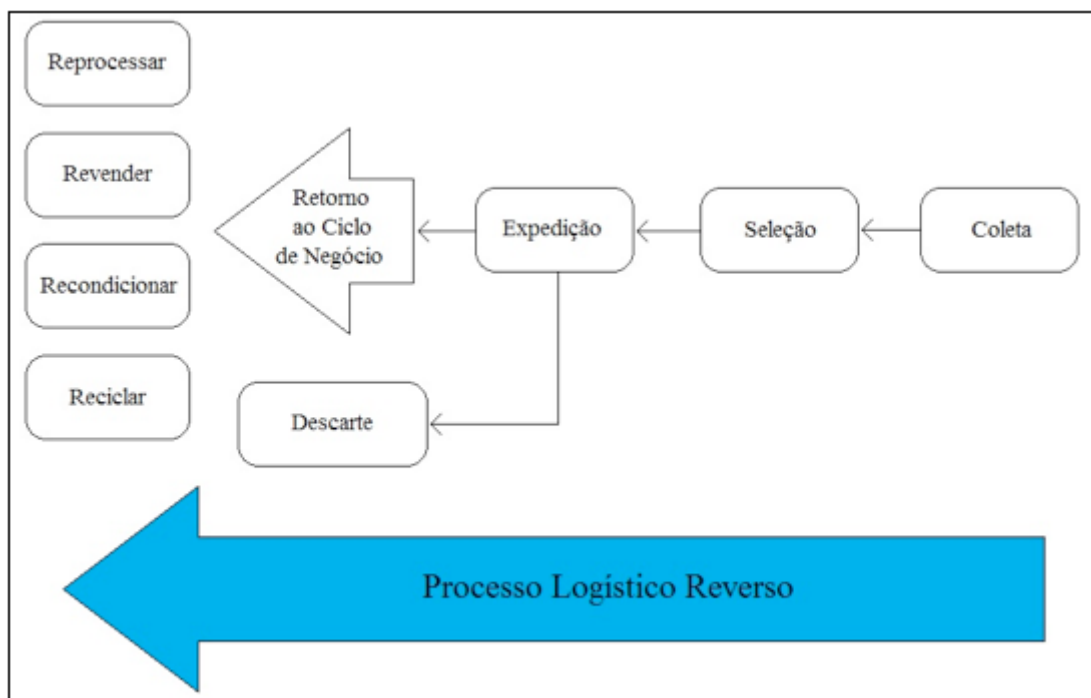 Reprocessar
Revender
Recondicionar
Reciclar
Retorno
ao Ciclo
de Negócio
Expedição
Seleção
Coleta
Descarte
Processo Logístico Reverso